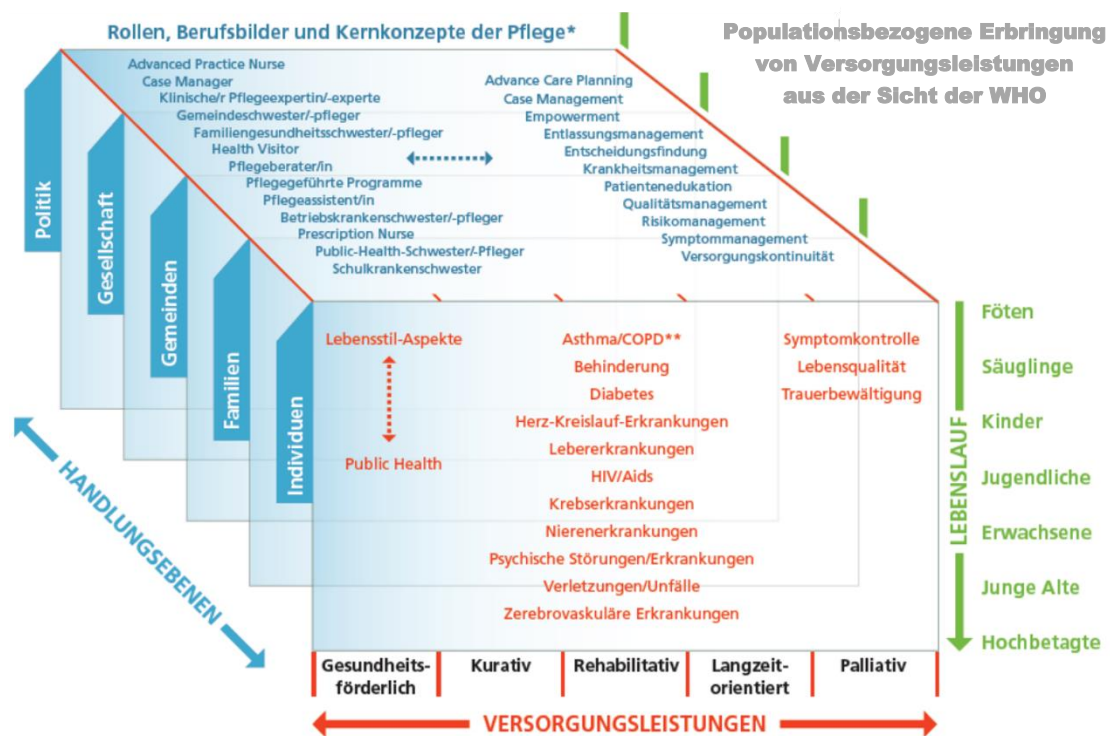 Rollen, Berufsbilder und Kernkonzepte der Pflege*
Populationsbezogene Erbringung
von Versorgungsleistungen
aus der Sicht der WHO
Advanced Practice Nurse
Case Manager
Klinische/r Pflegeexpertin/-experte
Gemeindeschwester/-pfleger
Familiengesundheitsschwester/-pfleger
Health Visitor
Pflegeberater/in
Pflegegeführte Programme
Pflegeassistent/in
Betriebskrankenschwester/-pfleger
Prescription Nurse
Public-Health-Schwester/-Pfleger
Schulkrankenschwester
Advance Care Planning
Case Management
Empowerment
Entlassungsmanagement
Entscheidungsfindung
Krankheitsmanagement
Patientenedukation
Qualitätsmanagement
Risikomanagement
Symptommanagement
Versorgungskontinuität
Politik
Gesellschaft
Gemeinden
Familien
Individuen
HANDLUNGSEBENEN
Lebensstil-Aspekte
Public Health
Asthma/COPD**
Behinderung
Diabetes
Herz-Kreislauf-Erkrankungen
Lebererkrankungen
HIV/Aids
Krebserkrankungen
Nierenerkrankungen
Psychische Störungen/Erkrankungen
Verletzungen/Unfälle
Zerebrovaskuläre Erkrankungen
Symptomkontrolle
Lebensqualität
Trauerbewältigung
LEBENSLAUF
Föten
Säuglinge
Kinder
Jugendliche
Erwachsene
Junge Alte
Hochbetagte
Gesundheits-
förderlich
Kurativ
Rehabilitativ
Langzeit-
orientiert
Palliativ
VERSORGUNGSLEISTUNGEN